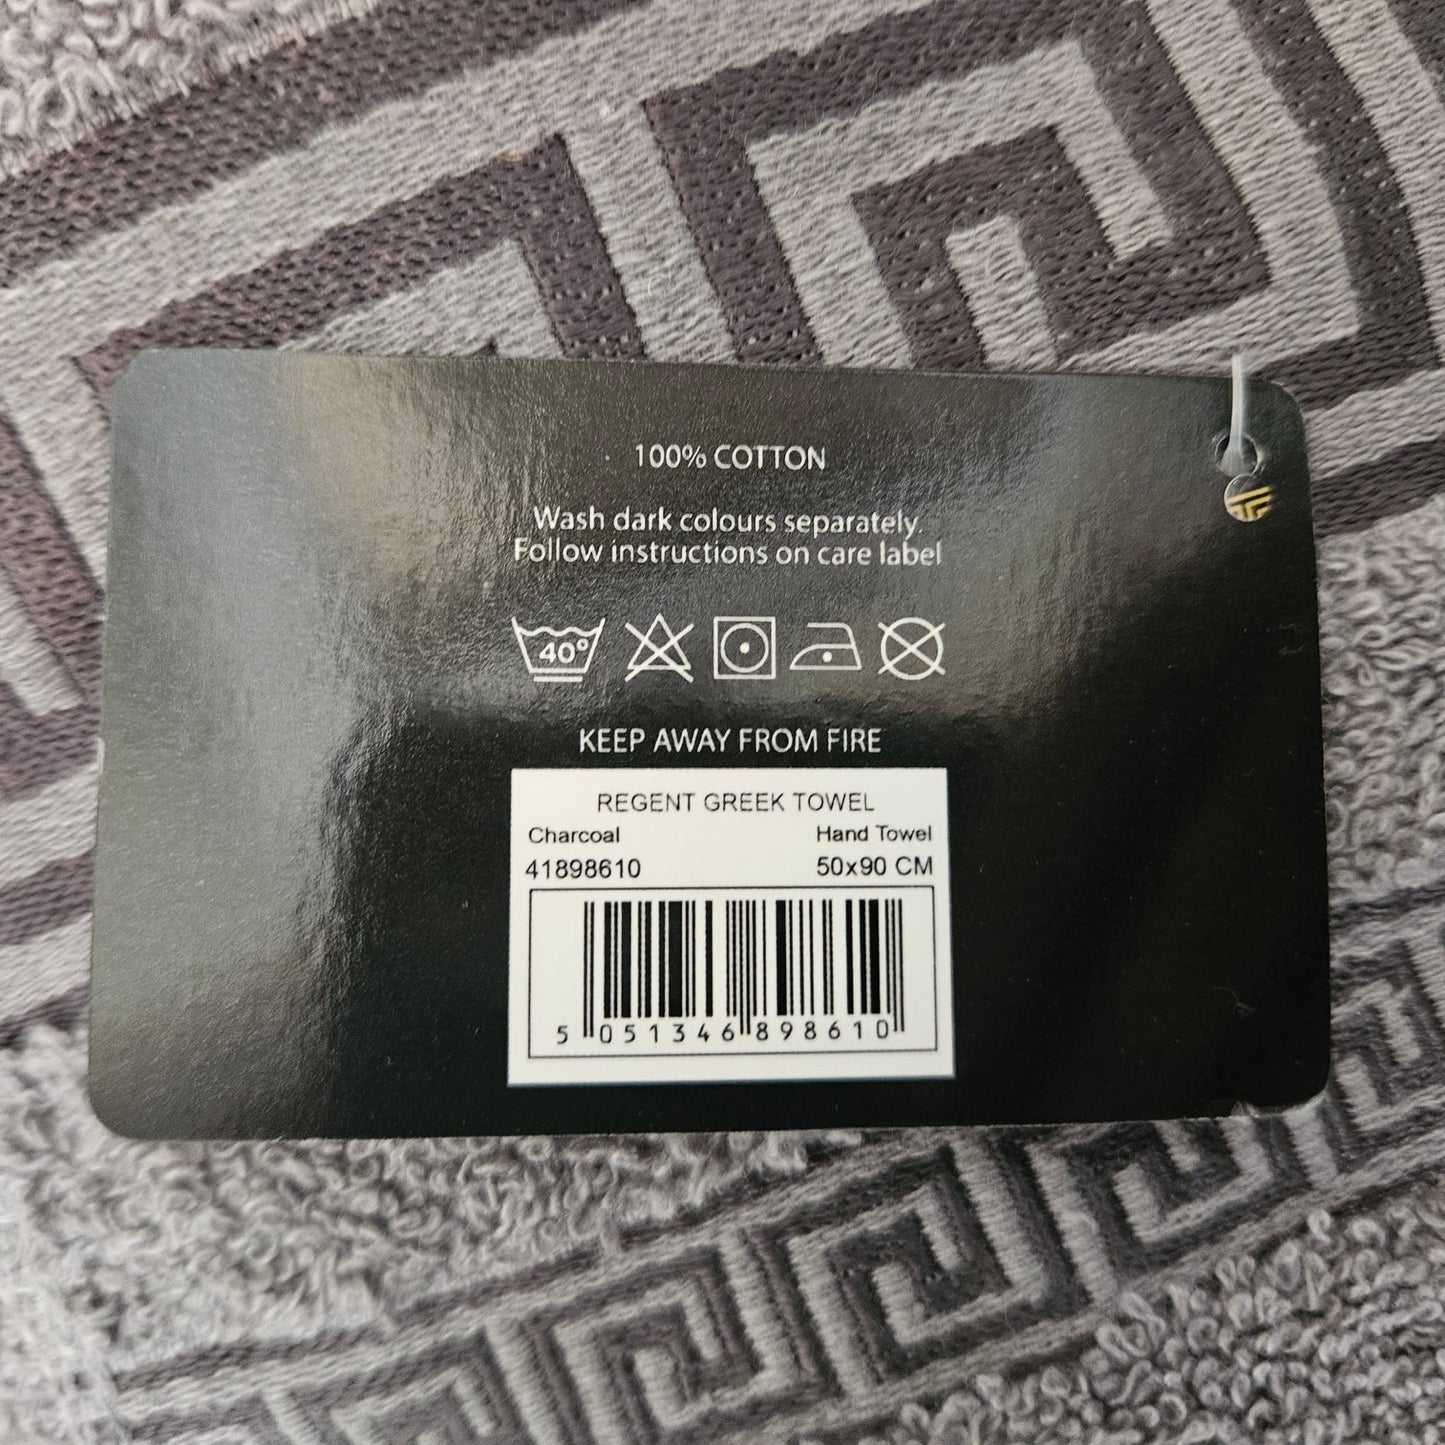 100% COTTON
Wash dark colours separately.
Follow instructions on care label
40°
KEEP AWAY FROM FIRE
REGENT GREEK TOWEL
Charcoal Hand Towel
41898610 50x90 CM
5 051346 898610